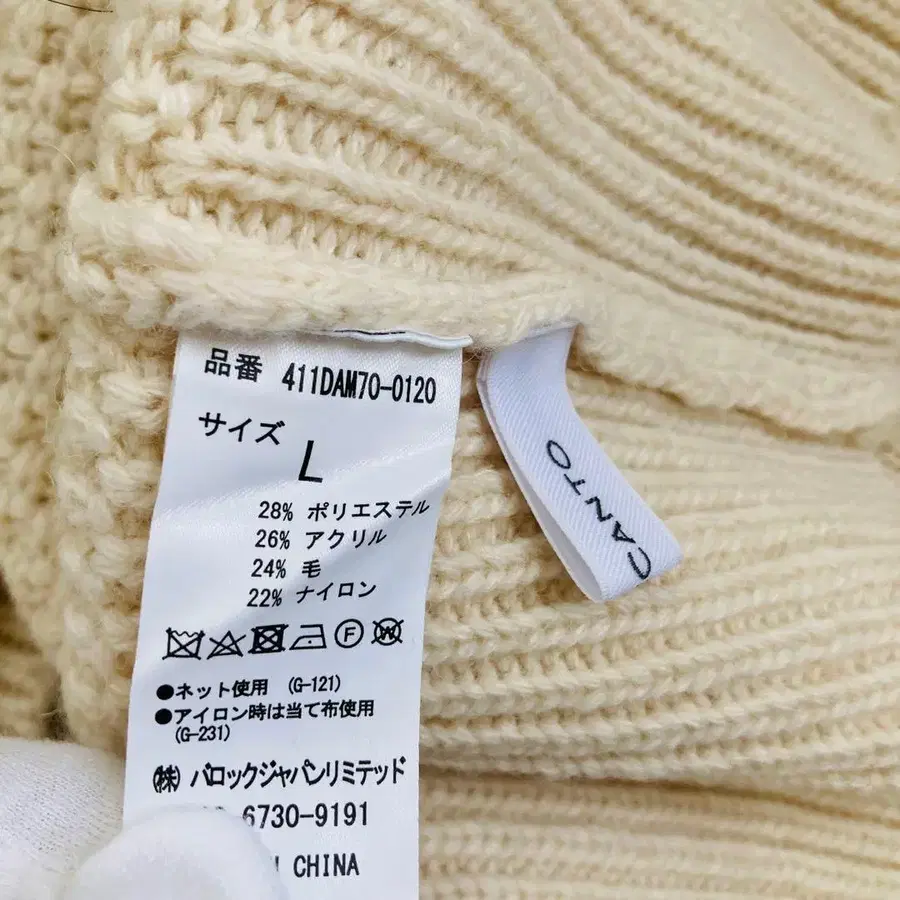 品番 411DAM70-0120
サイズ
L
28% ポリエステル
26% アクリル
24% 毛
22% ナイロン
Ⓕ Ⓦ
●ネット使用 (G-121)
●アイロン時は当て布使用
(G-231)
(株) バロックジャパンリミテッド
6730-9191
CHINA
CANTO